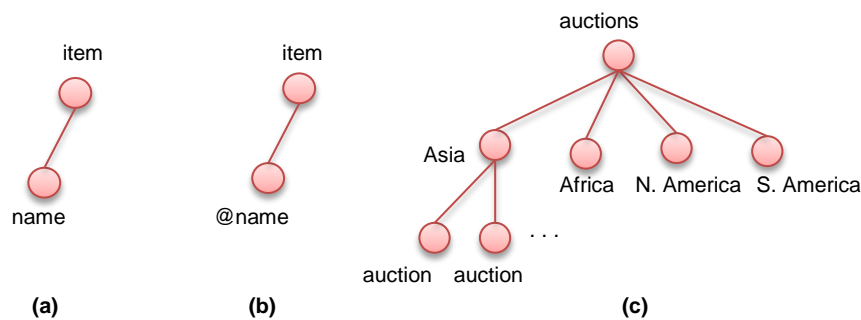 auctions
item
item
Asia
Africa
N. America
S. America
name
@name
. . .
auction
auction
(a)
(b)
(c)